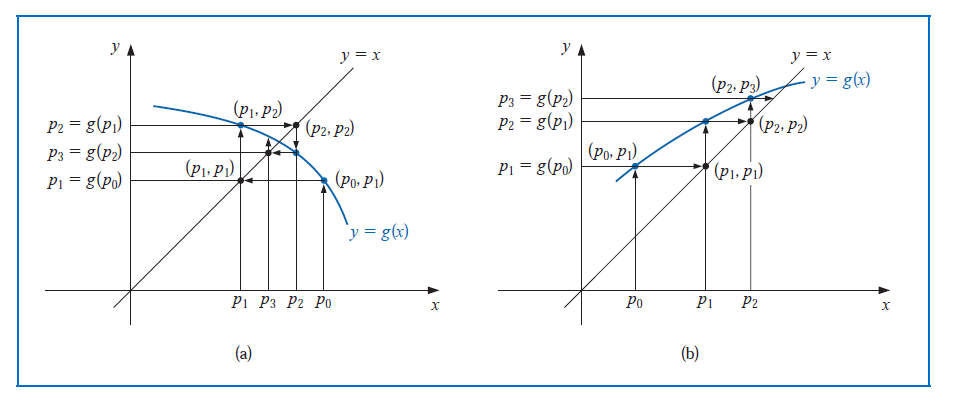 y
y = x
(p₁, p₂)
p₂ = g(p₁)
(p₂, p₂)
p₃ = g(p₂)
(p₁, p₁)
p₁ = g(p₀)
(p₀, p₁)
y = g(x)
p₁ p₃ p₂ p₀
x
(a)
y
y = x
(p₂, p₃)
y = g(x)
p₃ = g(p₂)
p₂ = g(p₁)
(p₂, p₂)
(p₀, p₁)
p₁ = g(p₀)
(p₁, p₁)
p₀ p₁ p₂
x
(b)